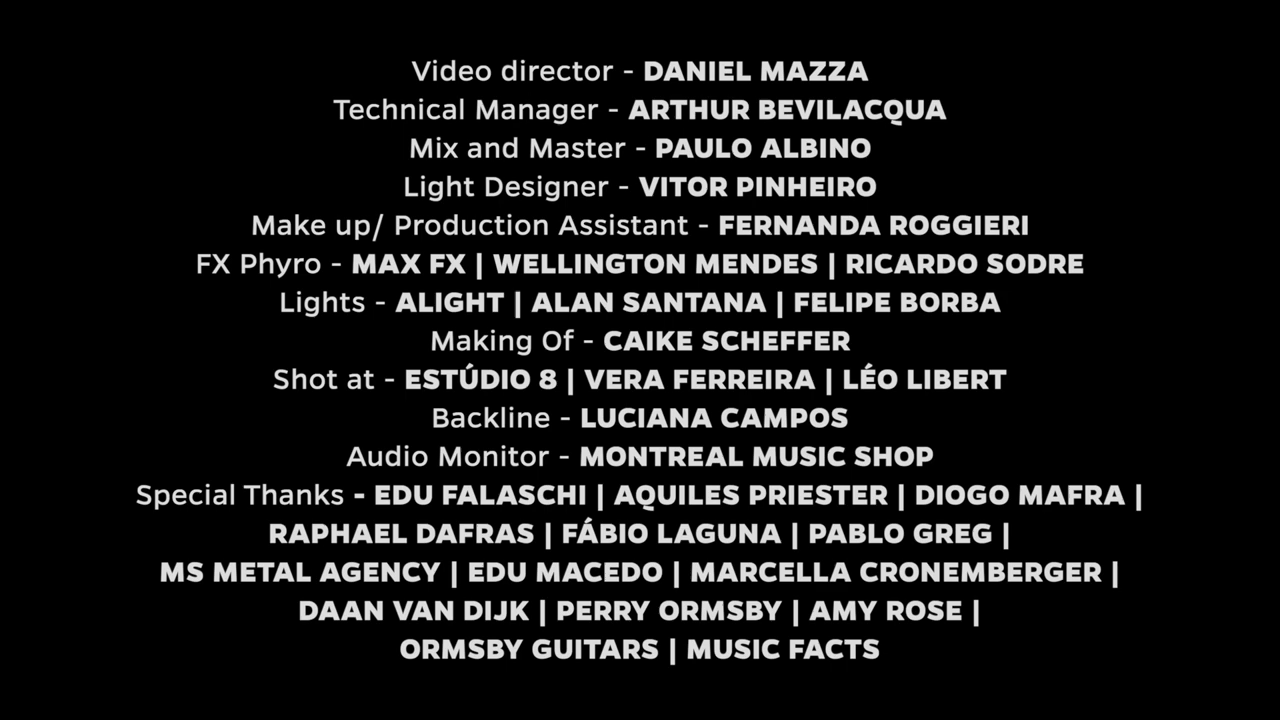 Video director - DANIEL MAZZA
Technical Manager - ARTHUR BEVILACQUA
Mix and Master - PAULO ALBINO
Light Designer - VITOR PINHEIRO
Make up/ Production Assistant - FERNANDA ROGGIERI
FX Phyro - MAX FX | WELLINGTON MENDES | RICARDO SODRE
Lights - ALIGHT | ALAN SANTANA | FELIPE BORBA
Making Of - CAIKE SCHEFFER
Shot at - ESTÚDIO 8 | VERA FERREIRA | LÉO LIBERT
Backline - LUCIANA CAMPOS
Audio Monitor - MONTREAL MUSIC SHOP
Special Thanks - EDU FALASCHI | AQUILES PRIESTER | DIOGO MAFRA |
RAPHAEL DAFRAS | FÁBIO LAGUNA | PABLO GREG |
MS METAL AGENCY | EDU MACEDO | MARCELLA CRONEMBERGER |
DAAN VAN DIJK | PERRY ORMSBY | AMY ROSE |
ORMSBY GUITARS | MUSIC FACTS